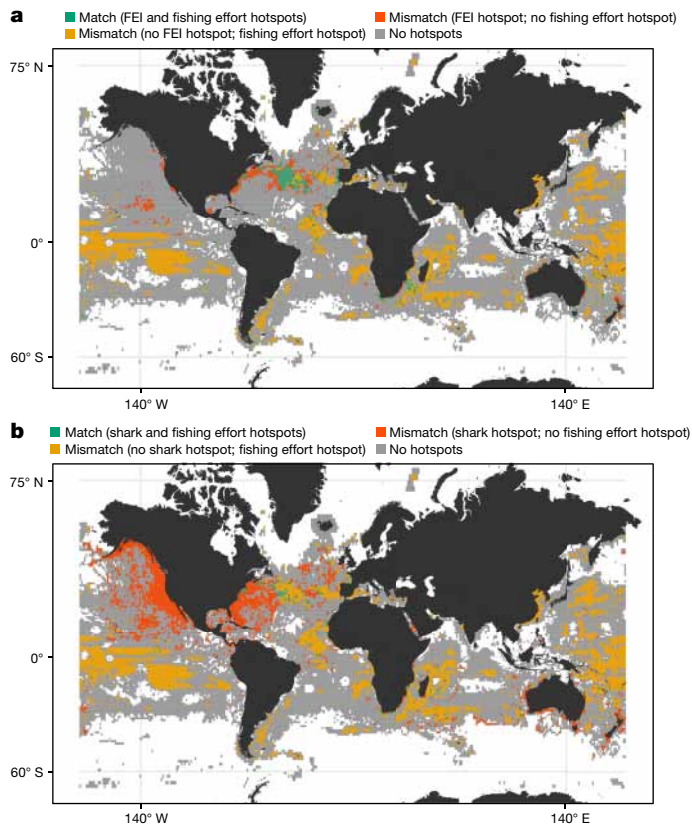 a
Match (FEI and fishing effort hotspots) Mismatch (FEI hotspot; no fishing effort hotspot)
Mismatch (no FEI hotspot; fishing effort hotspot) No hotspots
75° N
0°
60° S
140° W 140° E
b
Match (shark and fishing effort hotspots) Mismatch (shark hotspot; no fishing effort hotspot)
Mismatch (no shark hotspot; fishing effort hotspot) No hotspots
75° N
0°
60° S
140° W 140° E